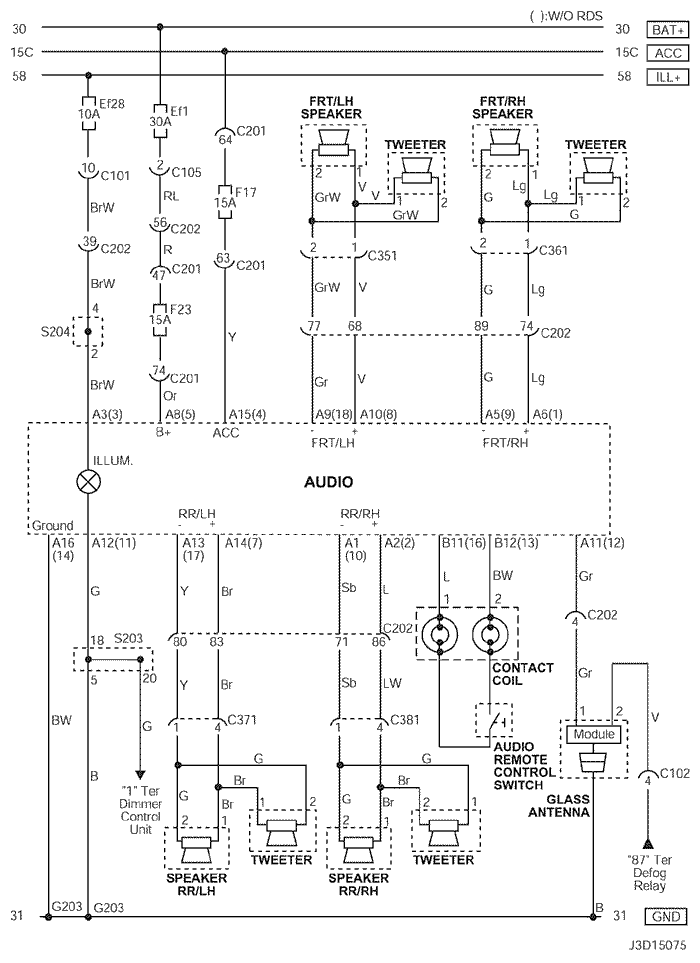 ( ):W/O RDS
30 30 BAT+
15C 15C ACC
58 58 ILL+
FRT/LH SPEAKER
FRT/RH SPEAKER
Ef28 10A
Ef1 30A
TWEETER
TWEETER
64 C201
2 1 1 2
2 1 1 2
10 C101
2 C105
F17 15A
GrW V V GrW
G Lg Lg G
BrW
RL
56 C202
39 C202
R
2 1 C351
2 1 C361
47 C201
63 C201
BrW
GrW V
G Lg
4
S204
2
F23 15A
77 68 89 74 C202
Y
74 C201
BrW
Or
Gr V
G Lg
A3(3) A8(5) A15(4) A9(18) A10(8) A5(9) A6(1)
B+ ACC
- +
FRT/LH
- +
FRT/RH
ILLUM.
AUDIO
RR/LH
- +
RR/RH
- +
Ground
A16 (14) A12(11) A13 (17) A14(7) A1 (10) A2(2) B11(16) B12(13) A11(12)
G Y Br Sb L L BW Gr
1 2
4 C202
18 S203
80 83 71 86 C202
5 20
CONTACT COIL
Y Br Sb LW Gr
BW G
1 4 C371
1 4 C381
1 2
V
Module
B
AUDIO REMOTE CONTROL SWITCH
G Br
G Br
4 C102
"1" Ter Dimmer Control Unit
G Br 1 2
G Br 2 1
GLASS ANTENNA
2 1
2 1
TWEETER
TWEETER
SPEAKER RR/LH
SPEAKER RR/RH
"87" Ter Defog Relay
31 G203 G203 B 31 GND
J3D15075